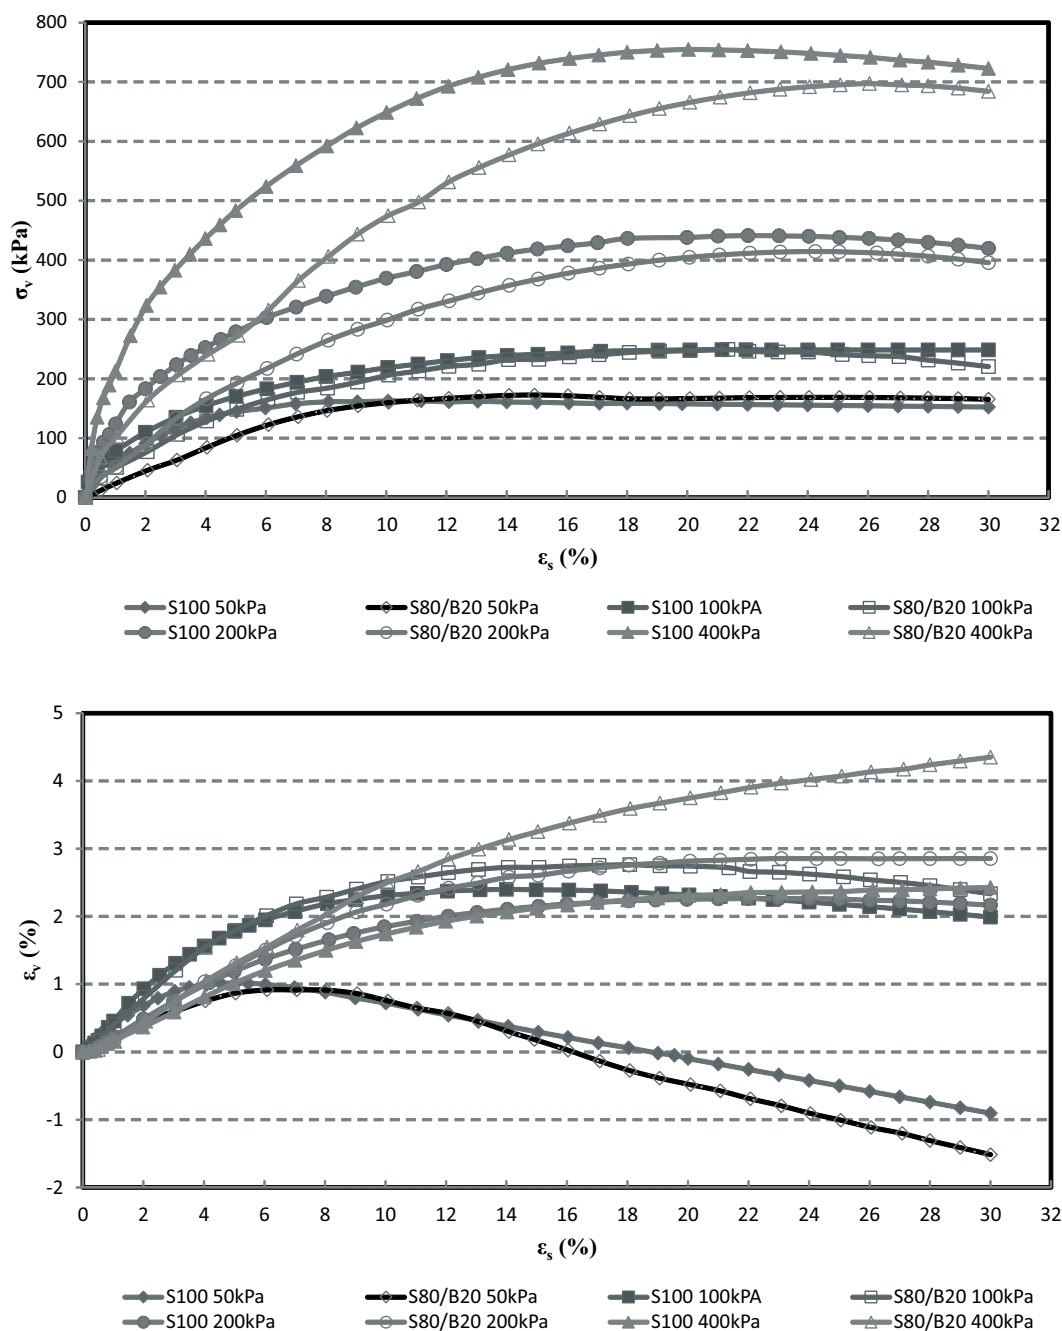 800
700
600
500
400
300
200
100
0
σv (kPa)
0 2 4 6 8 10 12 14 16 18 20 22 24 26 28 30 32
εs (%)
S100 50kPa S80/B20 50kPa S100 100kPA S80/B20 100kPa
S100 200kPa S80/B20 200kPa S100 400kPa S80/B20 400kPa
5
4
3
2
1
0
-1
-2
εv (%)
0 2 4 6 8 10 12 14 16 18 20 22 24 26 28 30 32
εs (%)
S100 50kPa S80/B20 50kPa S100 100kPA S80/B20 100kPa
S100 200kPa S80/B20 200kPa S100 400kPa S80/B20 400kPa